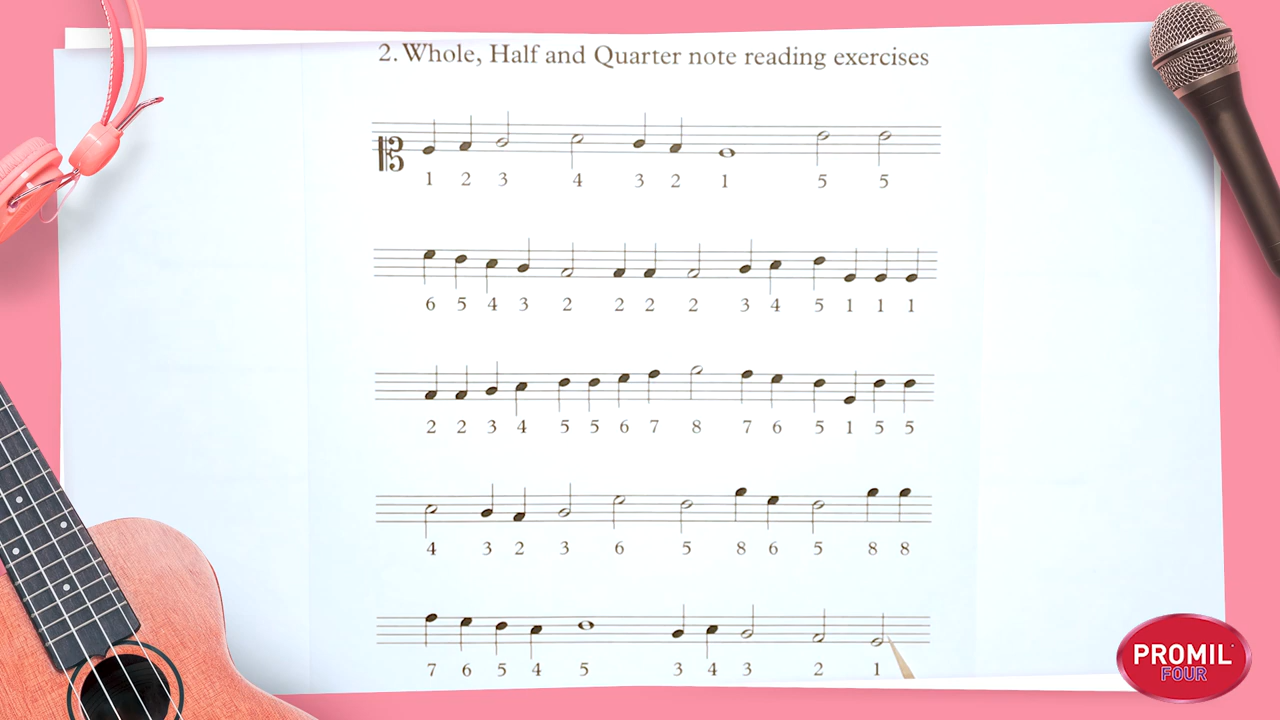 2. Whole, Half and Quarter note reading exercises
1 2 3 4 3 2 1 5 5
6 5 4 3 2 2 2 2 3 4 5 1 1 1
2 2 3 4 5 5 6 7 8 7 6 5 1 5 5
4 3 2 3 6 5 8 6 5 8 8
7 6 5 4 5 3 4 3 2 1
PROMIL
FOUR